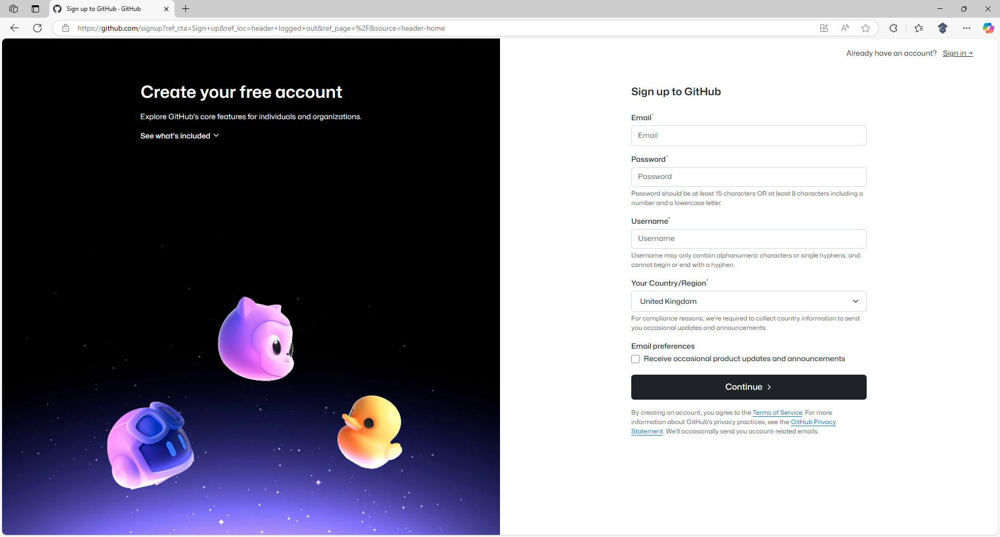 Sign up to GitHub · GitHub
https://github.com/signup?ref_cta=Sign+up&ref_loc=header+logged+out&ref_page=%2F&source=header-home
Already have an account? Sign in →
Create your free account
Explore GitHub's core features for individuals and organizations.
See what's included
Sign up to GitHub
Email*
Email
Password*
Password
Password should be at least 15 characters OR at least 8 characters including a
number and a lowercase letter.
Username*
Username
Username may only contain alphanumeric characters or single hyphens, and
cannot begin or end with a hyphen.
Your Country/Region*
United Kingdom
For compliance reasons, we're required to collect country information to send
you occasional updates and announcements.
Email preferences
Receive occasional product updates and announcements
Continue
By creating an account, you agree to the Terms of Service. For more
information about GitHub's privacy practices, see the GitHub Privacy
Statement. We'll occasionally send you account-related emails.